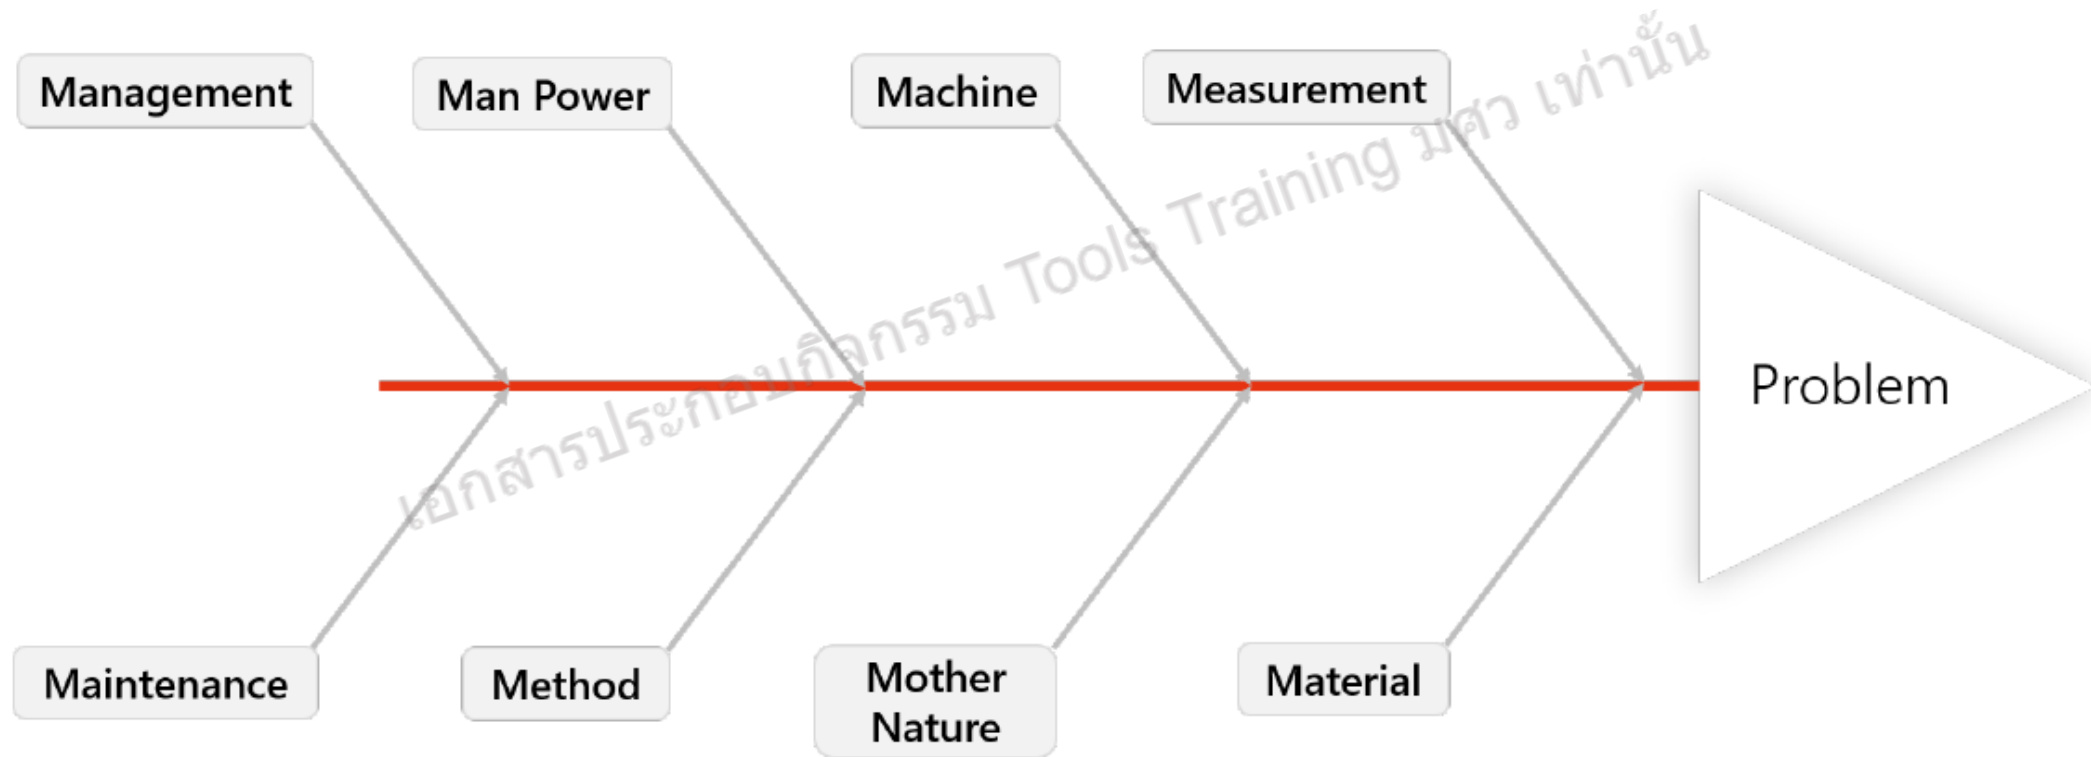 Management
Man Power
Machine
Measurement
เอกสารประกอบกิจกรรม Tools Training มศว เท่านั้น
Problem
Maintenance
Method
Mother
Nature
Material